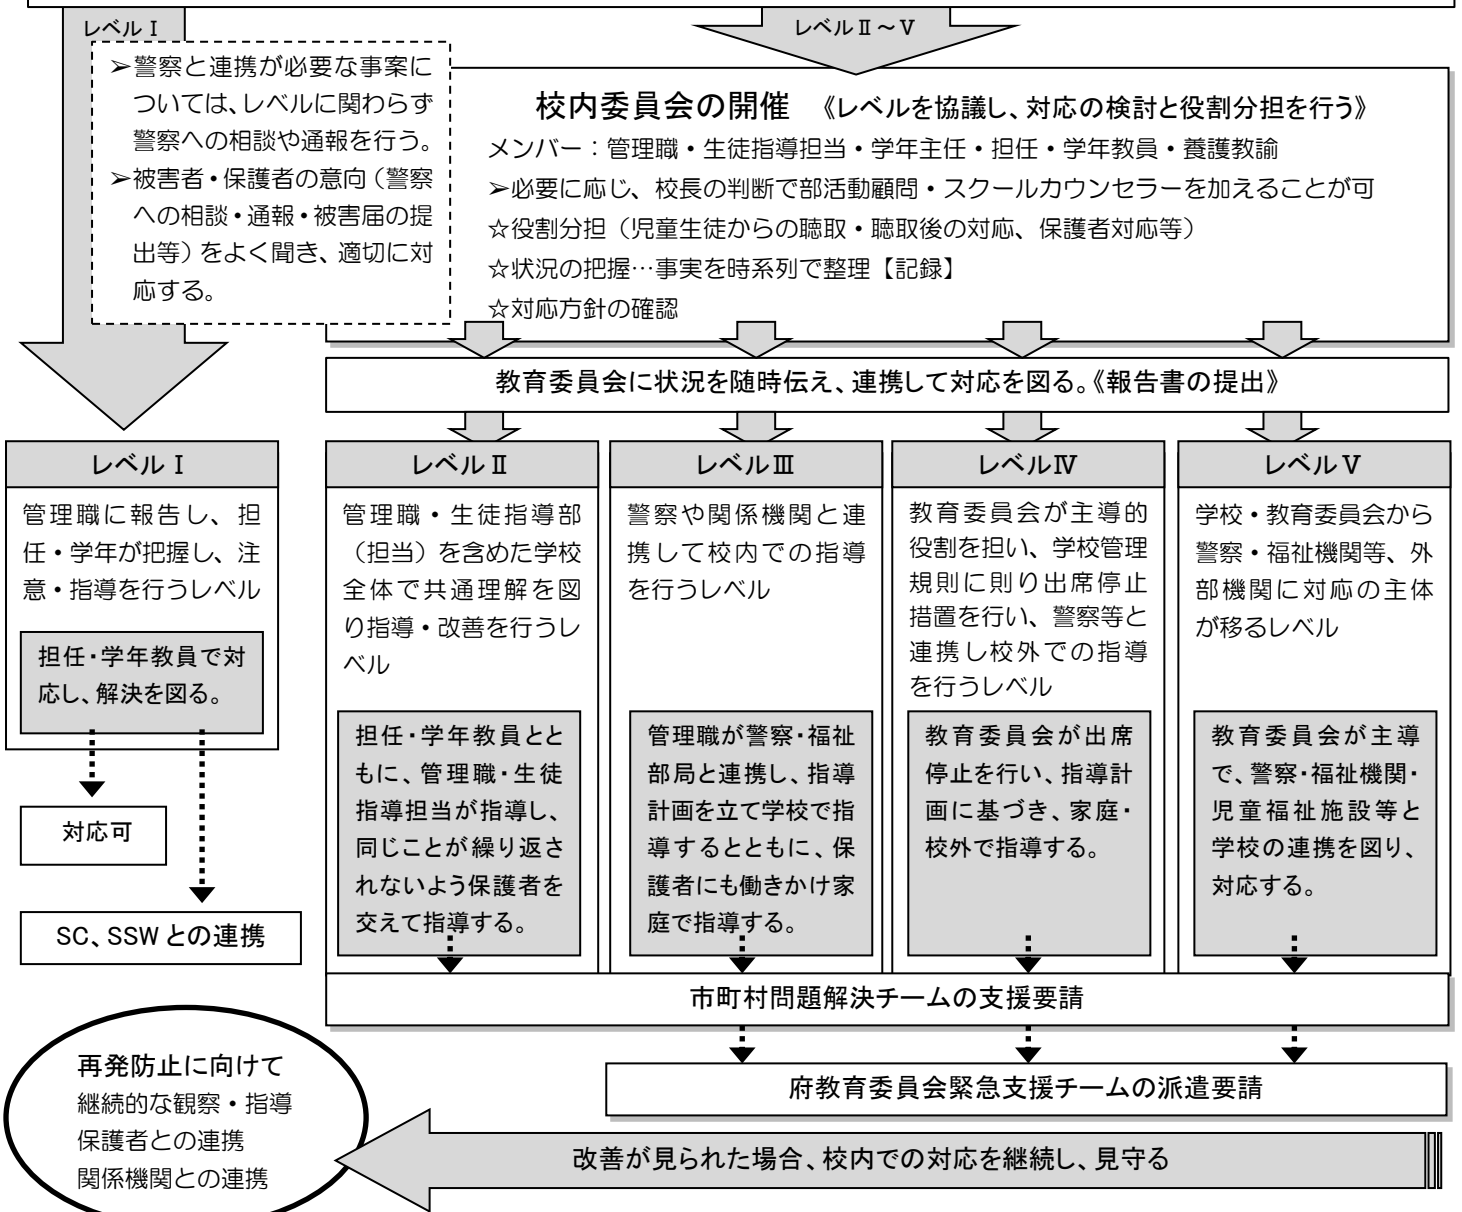 レベルⅠ
レベルⅡ～Ⅴ
➢警察と連携が必要な事案に
ついては、レベルに関わらず
警察への相談や通報を行う。
➢被害者・保護者の意向（警察
への相談・通報・被害届の提
出等）をよく聞き、適切に対
応する。
校内委員会の開催　《レベルを協議し、対応の検討と役割分担を行う》
メンバー：管理職・生徒指導担当・学年主任・担任・学年教員・養護教諭
➢必要に応じ、校長の判断で部活動顧問・スクールカウンセラーを加えることが可
☆役割分担（児童生徒からの聴取・聴取後の対応、保護者対応等）
☆状況の把握…事実を時系列で整理【記録】
☆対応方針の確認
教育委員会に状況を随時伝え、連携して対応を図る。《報告書の提出》
レベルⅠ
管理職に報告し、担
任・学年が把握し、注
意・指導を行うレベル
担任・学年教員で対
応し、解決を図る。
対応可
SC、SSWとの連携
レベルⅡ
管理職・生徒指導部
（担当）を含めた学校
全体で共通理解を図
り指導・改善を行うレ
ベル
担任・学年教員とと
もに、管理職・生徒
指導担当が指導し、
同じことが繰り返さ
れないよう保護者を
交えて指導する。
レベルⅢ
警察や関係機関と連
携して校内での指導
を行うレベル
管理職が警察・福祉
部局と連携し、指導
計画を立て学校で指
導するとともに、保
護者にも働きかけ家
庭で指導する。
レベルⅣ
教育委員会が主導的
役割を担い、学校管理
規則に則り出席停止
措置を行い、警察等と
連携し校外での指導
を行うレベル
教育委員会が出席
停止を行い、指導計
画に基づき、家庭・
校外で指導する。
レベルⅤ
学校・教育委員会から
警察・福祉機関等、外
部機関に対応の主体
が移るレベル
教育委員会が主導
で、警察・福祉機関・
児童福祉施設等と
学校の連携を図り、
対応する。
市町村問題解決チームの支援要請
府教育委員会緊急支援チームの派遣要請
再発防止に向けて
継続的な観察・指導
保護者との連携
関係機関との連携
改善が見られた場合、校内での対応を継続し、見守る